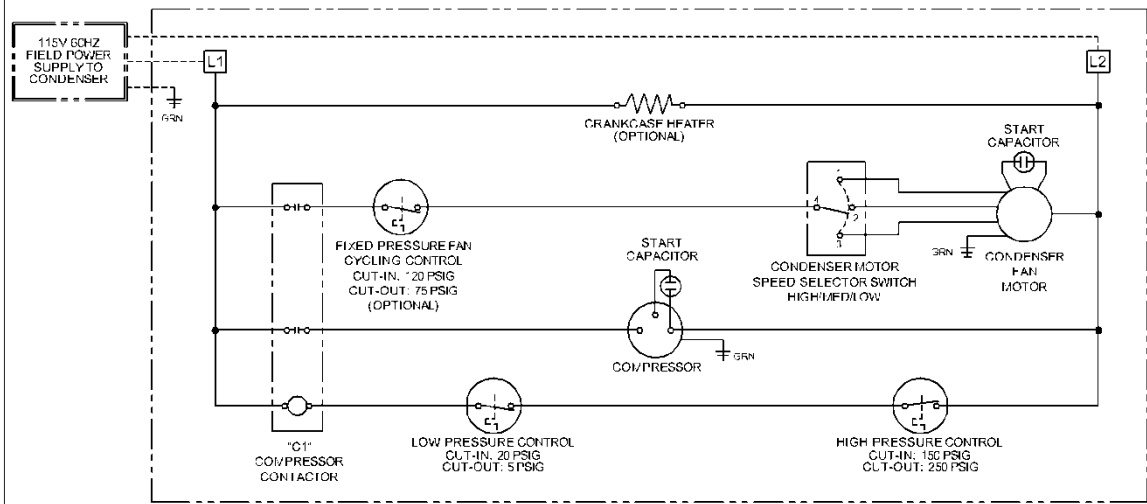 115V 60HZ
FIELD POWER
SUPPLY TO
CONDENSER
L1
L2
GRN
CRANKCASE HEATER
(OPTIONAL)
START
CAPACITOR
1
4
2
3
FIXED PRESSURE FAN
CYCLING CONTROL
CUT-IN: 120 PSIG
CUT-OUT: 75 PSIG
(OPTIONAL)
START
CAPACITOR
CONDENSER MOTOR
SPEED SELECTOR SWITCH
HIGH/MED/LOW
GRN
CONDENSER
FAN
MOTOR
COMPRESSOR
GRN
"C1"
COMPRESSOR
CONTACTOR
LOW PRESSURE CONTROL
CUT-IN: 20 PSIG
CUT-OUT: 5 PSIG
HIGH PRESSURE CONTROL
CUT-IN: 150 PSIG
CUT-OUT: 250 PSIG